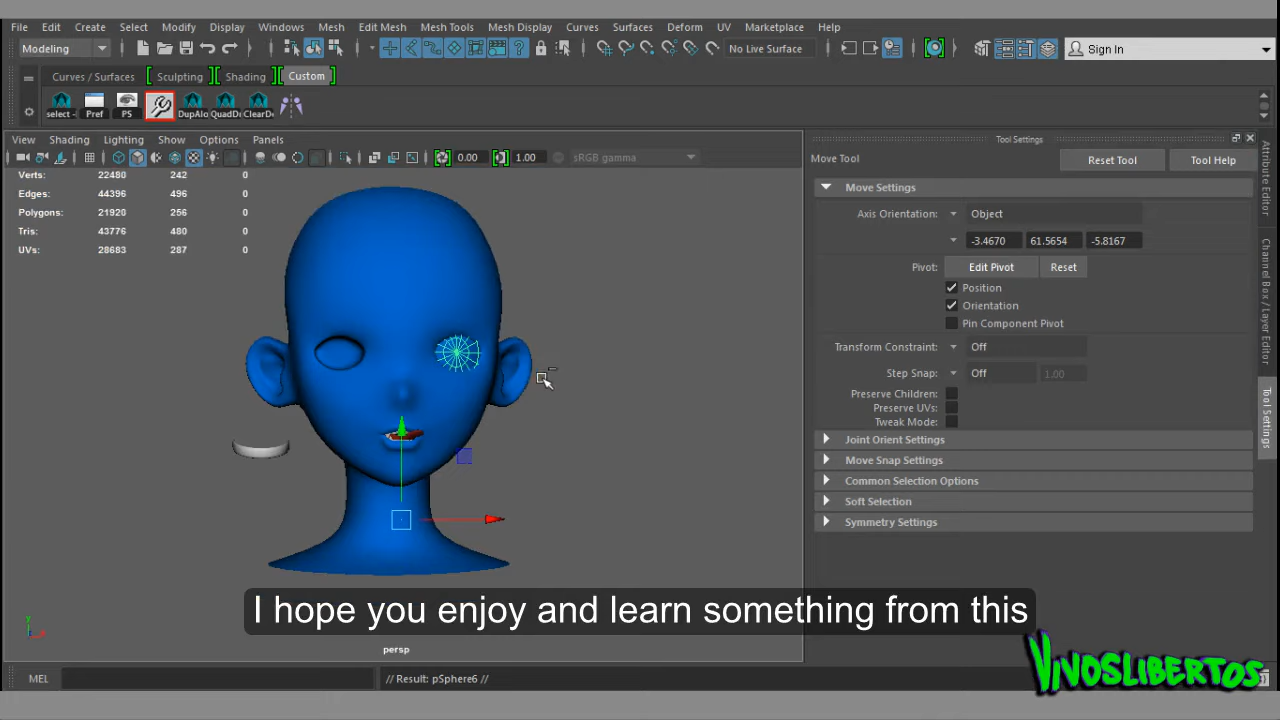 File Edit Create Select Modify Display Windows Mesh Edit Mesh Mesh Tools Mesh Display Curves Surfaces Deform UV Marketplace Help
Modeling No Live Surface Sign In
Curves / Surfaces Sculpting Shading Custom
select - Pref PS DupAlo QuadD ClearD
View Shading Lighting Show Options Panels
0.00 1.00 sRGB gamma
Verts: 22480 242 0
Edges: 44396 496 0
Polygons: 21920 256 0
Tris: 43776 480 0
UVs: 28683 287 0
Tool Settings
Move Tool Reset Tool Tool Help
Move Settings
Axis Orientation: Object
-3.4670 61.5654 -5.8167
Pivot: Edit Pivot Reset
Position
Orientation
Pin Component Pivot
Transform Constraint: Off
Step Snap: Off 1.00
Preserve Children:
Preserve UVs:
Tweak Mode:
Joint Orient Settings
Move Snap Settings
Common Selection Options
Soft Selection
Symmetry Settings
Attribute Editor
Channel Box / Layer Editor
Tool Settings
I hope you enjoy and learn something from this
persp
VIVOSLIBERTOS
MEL // Result: pSphere6 //